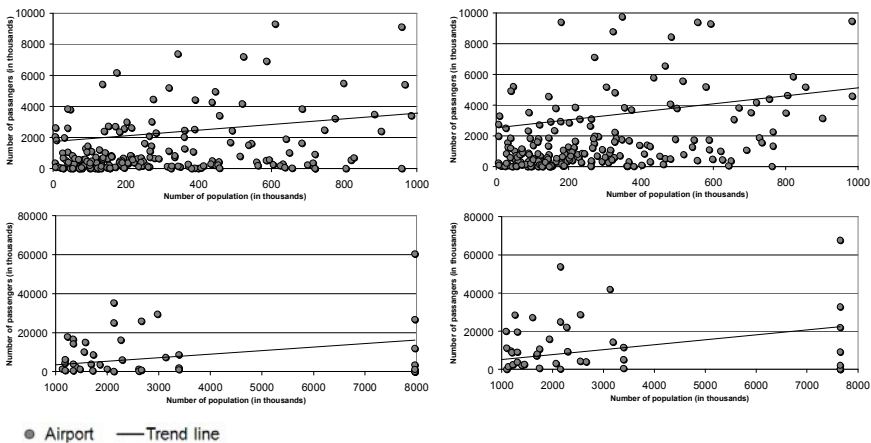 Number of passangers (in thousands)
10000
8000
6000
4000
2000
0
0 200 400 600 800 1000
Number of population (in thousands)
Number of passangers (in thousands)
10000
8000
6000
4000
2000
0
0 200 400 600 800 1000
Number of population (in thousands)
Number of passengers (in thousands)
80000
60000
40000
20000
0
1000 2000 3000 4000 5000 6000 7000 8000
Number of population (in thousands)
Number of passangers (in thousands)
80000
60000
40000
20000
0
1000 2000 3000 4000 5000 6000 7000 8000
Number of population (in thousands)
Airport Trend line